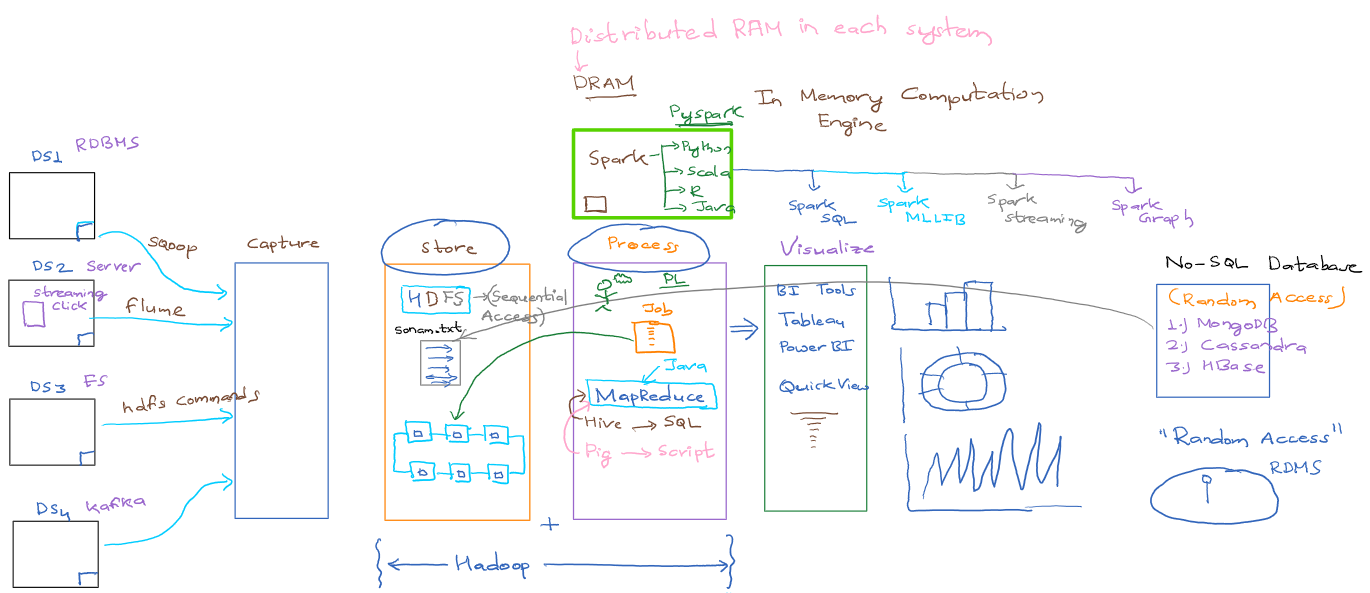 Distributed RAM in each system
DRAM
In Memory Computation
Engine
Pyspark
Spark
Python
Scala
R
Java
Spark
SQL
Spark
MLLIB
Spark
streaming
Spark
Graph
DS1 RDBMS
sqoop
DS2 Server
streaming
click
flume
DS3 FS
hdfs commands
DS4 kafka
Capture
Store
HDFS
(Sequential
Access)
sonam.txt
Process
PL
Job
Java
MapReduce
Hive SQL
Pig Script
+
Hadoop
Visualize
BI Tools
Tableau
Power BI
QuickView
No-SQL Database
(Random Access)
1.) MongoDB
2.) Cassandra
3.) HBase
"Random Access"
RDMS